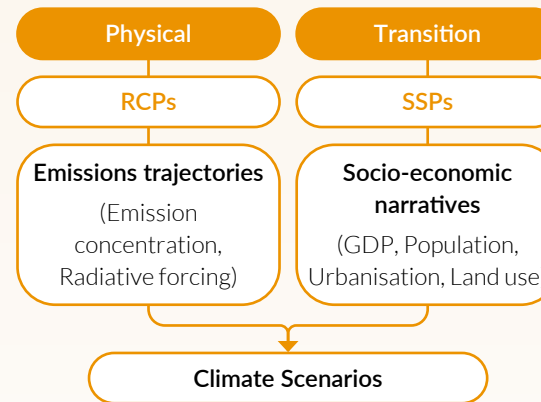 Physical
Transition
RCPs
SSPs
Emissions trajectories
(Emission
concentration,
Radiative forcing)
Socio-economic
narratives
(GDP, Population,
Urbanisation, Land use
Climate Scenarios